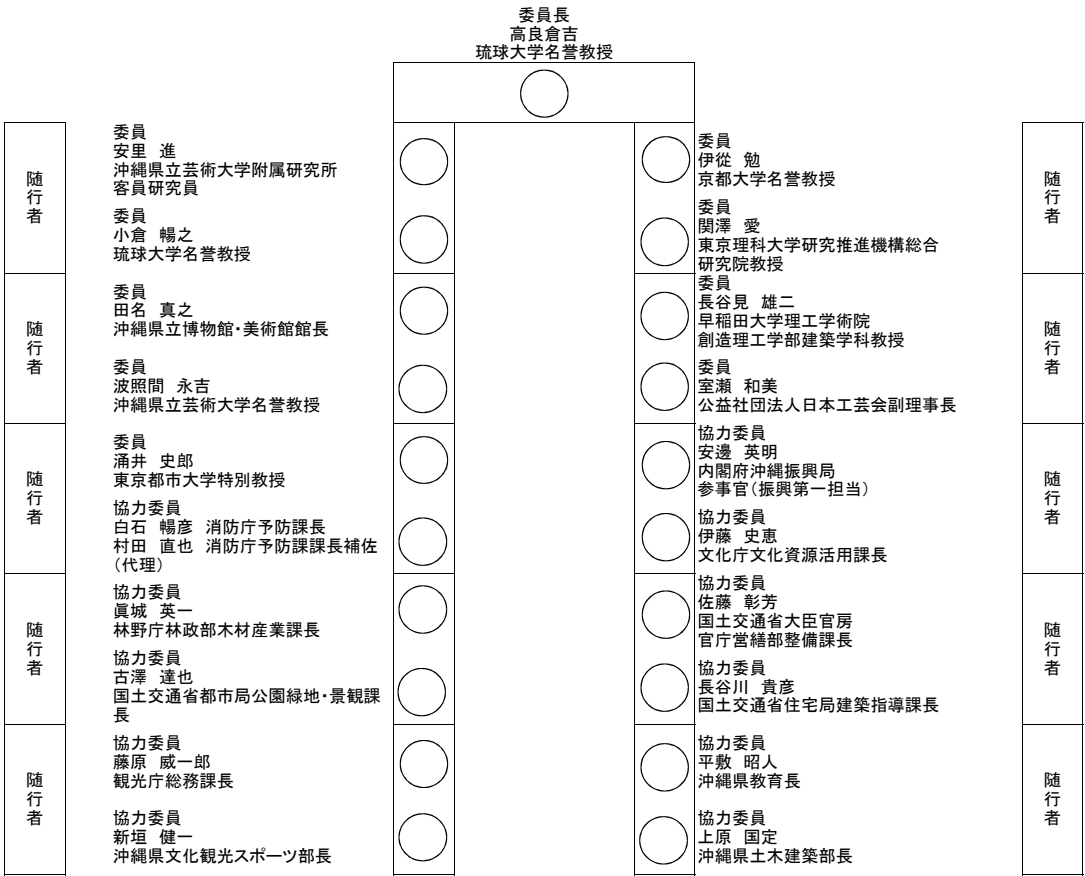 委員長
高良倉吉
琉球大学名誉教授
随行者
随行者
随行者
随行者
随行者
委員
安里 進
沖縄県立芸術大学附属研究所
客員研究員
委員
小倉 暢之
琉球大学名誉教授
委員
田名 真之
沖縄県立博物館・美術館館長
委員
波照間 永吉
沖縄県立芸術大学名誉教授
委員
涌井 史郎
東京都市大学特別教授
協力委員
白石 暢彦 消防庁予防課長
村田 直也 消防庁予防課課長補佐
（代理）
協力委員
眞城 英一
林野庁林政部木材産業課長
協力委員
古澤 達也
国土交通省都市局公園緑地・景観課
長
協力委員
藤原 威一郎
観光庁総務課長
協力委員
新垣 健一
沖縄県文化観光スポーツ部長
委員
伊從 勉
京都大学名誉教授
委員
関澤 愛
東京理科大学研究推進機構総合
研究院教授
委員
長谷見 雄二
早稲田大学理工学術院
創造理工学部建築学科教授
委員
室瀬 和美
公益社団法人日本工芸会副理事長
協力委員
安邊 英明
内閣府沖縄振興局
参事官（振興第一担当）
協力委員
伊藤 史恵
文化庁文化資源活用課長
協力委員
佐藤 彰芳
国土交通省大臣官房
官庁営繕部整備課長
協力委員
長谷川 貴彦
国土交通省住宅局建築指導課長
協力委員
平敷 昭人
沖縄県教育長
協力委員
上原 国定
沖縄県土木建築部長
随行者
随行者
随行者
随行者
随行者